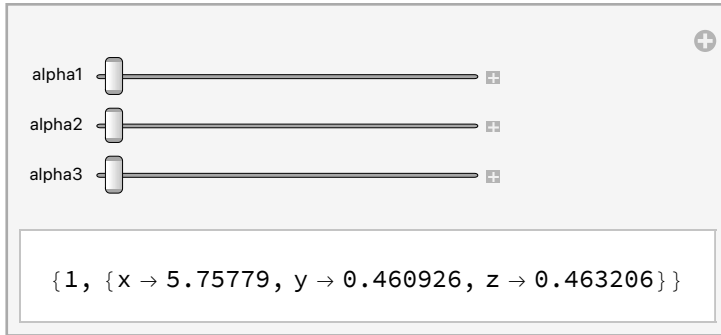 alpha1
alpha2
alpha3
{1, {x → 5.75779, y → 0.460926, z → 0.463206}}